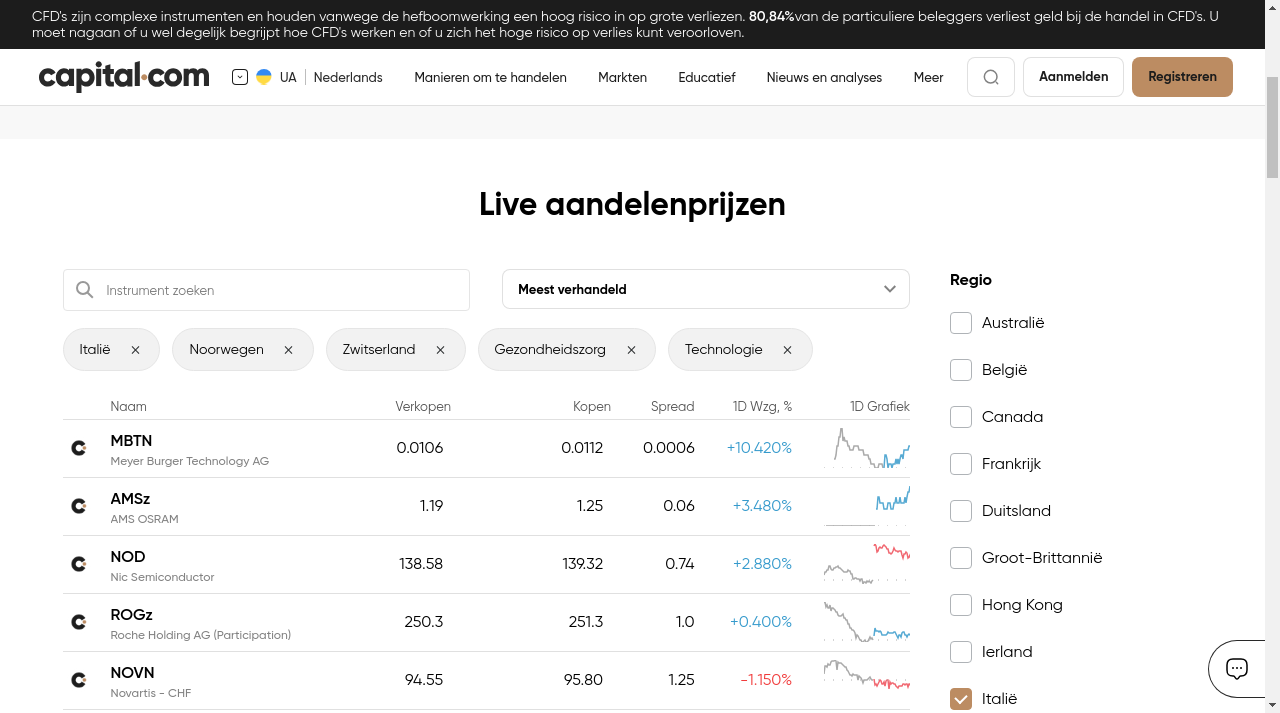 CFD's zijn complexe instrumenten en houden vanwege de hefboomwerking een hoog risico in op grote verliezen. 80,84%van de particuliere beleggers verliest geld bij de handel in CFD's. U
moet nagaan of u wel degelijk begrijpt hoe CFD's werken en of u zich het hoge risico op verlies kunt veroorloven.
capital.com UA Nederlands Manieren om te handelen Markten Educatief Nieuws en analyses Meer Aanmelden Registreren
Live aandelenprijzen
Instrument zoeken Meest verhandeld
Italië Noorwegen Zwitserland Gezondheidszorg Technologie
Naam Verkopen Kopen Spread 1D Wzg, % 1D Grafiek
MBTN 0.0106 0.0112 0.0006 +10.420%
Meyer Burger Technology AG
AMSz 1.19 1.25 0.06 +3.480%
AMS OSRAM
NOD 138.58 139.32 0.74 +2.880%
Nic Semiconductor
ROGz 250.3 251.3 1.0 +0.400%
Roche Holding AG (Participation)
NOVN 94.55 95.80 1.25 -1.150%
Novartis - CHF
Regio
Australië
België
Canada
Frankrijk
Duitsland
Groot-Brittannië
Hong Kong
Ierland
Italië